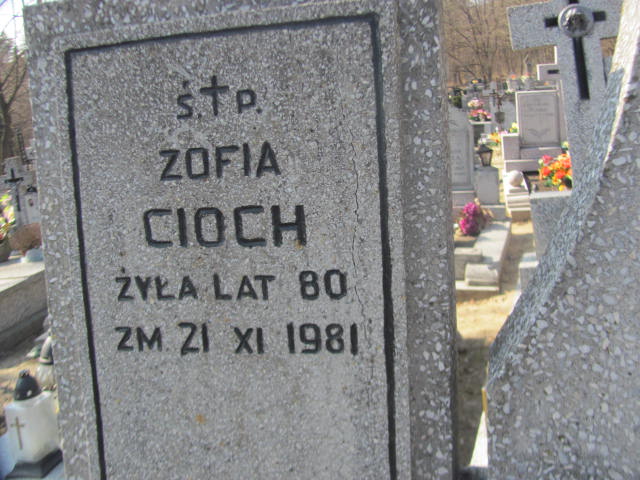 Ś.†P.
ZOFIA
CIOCH
ŻYŁA LAT 80
ZM 21 XI 1981